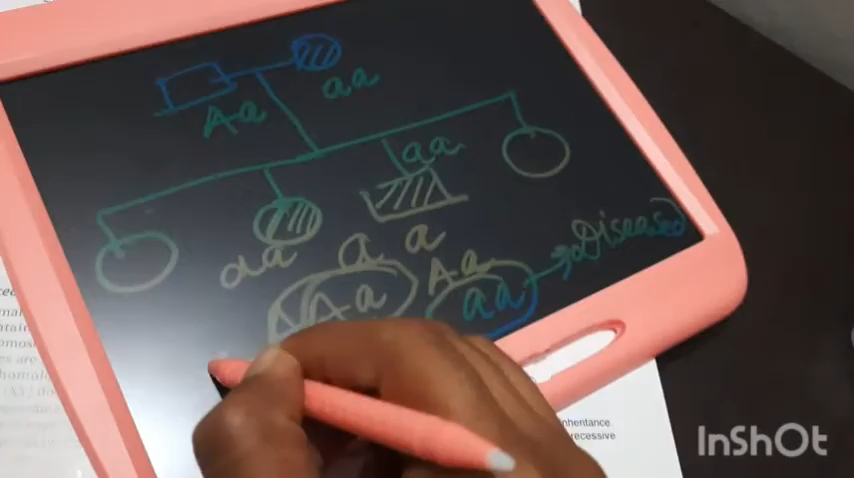 Aa aa
aa
aa a a
Aa Aa
aa → Diseased
inheritance
recessive
InShOt